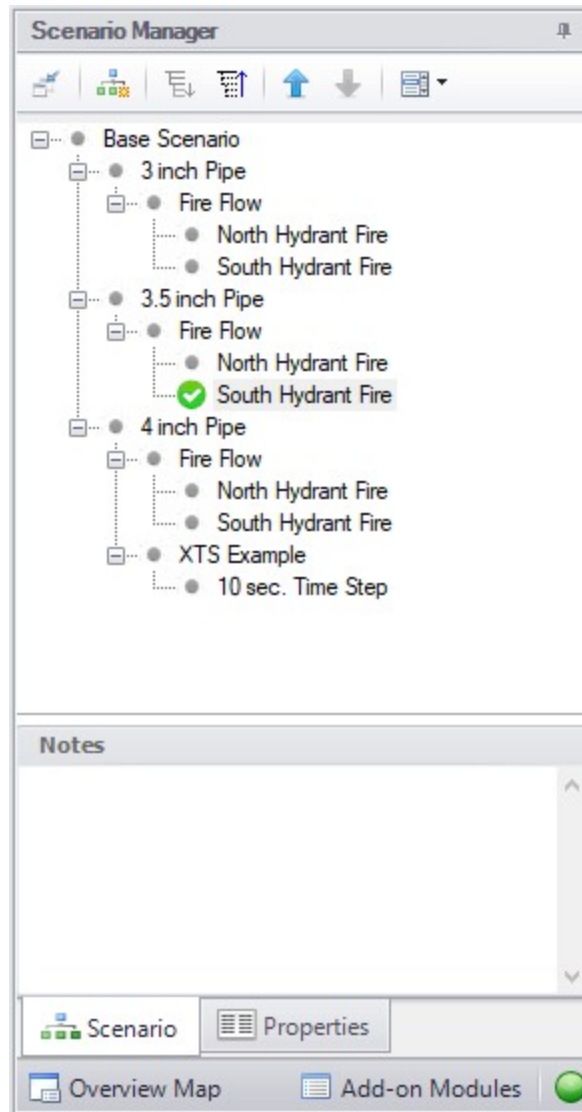 Scenario Manager
Base Scenario
3 inch Pipe
Fire Flow
North Hydrant Fire
South Hydrant Fire
3.5 inch Pipe
Fire Flow
North Hydrant Fire
South Hydrant Fire
4 inch Pipe
Fire Flow
North Hydrant Fire
South Hydrant Fire
XTS Example
10 sec. Time Step
Notes
Scenario Properties
Overview Map Add-on Modules